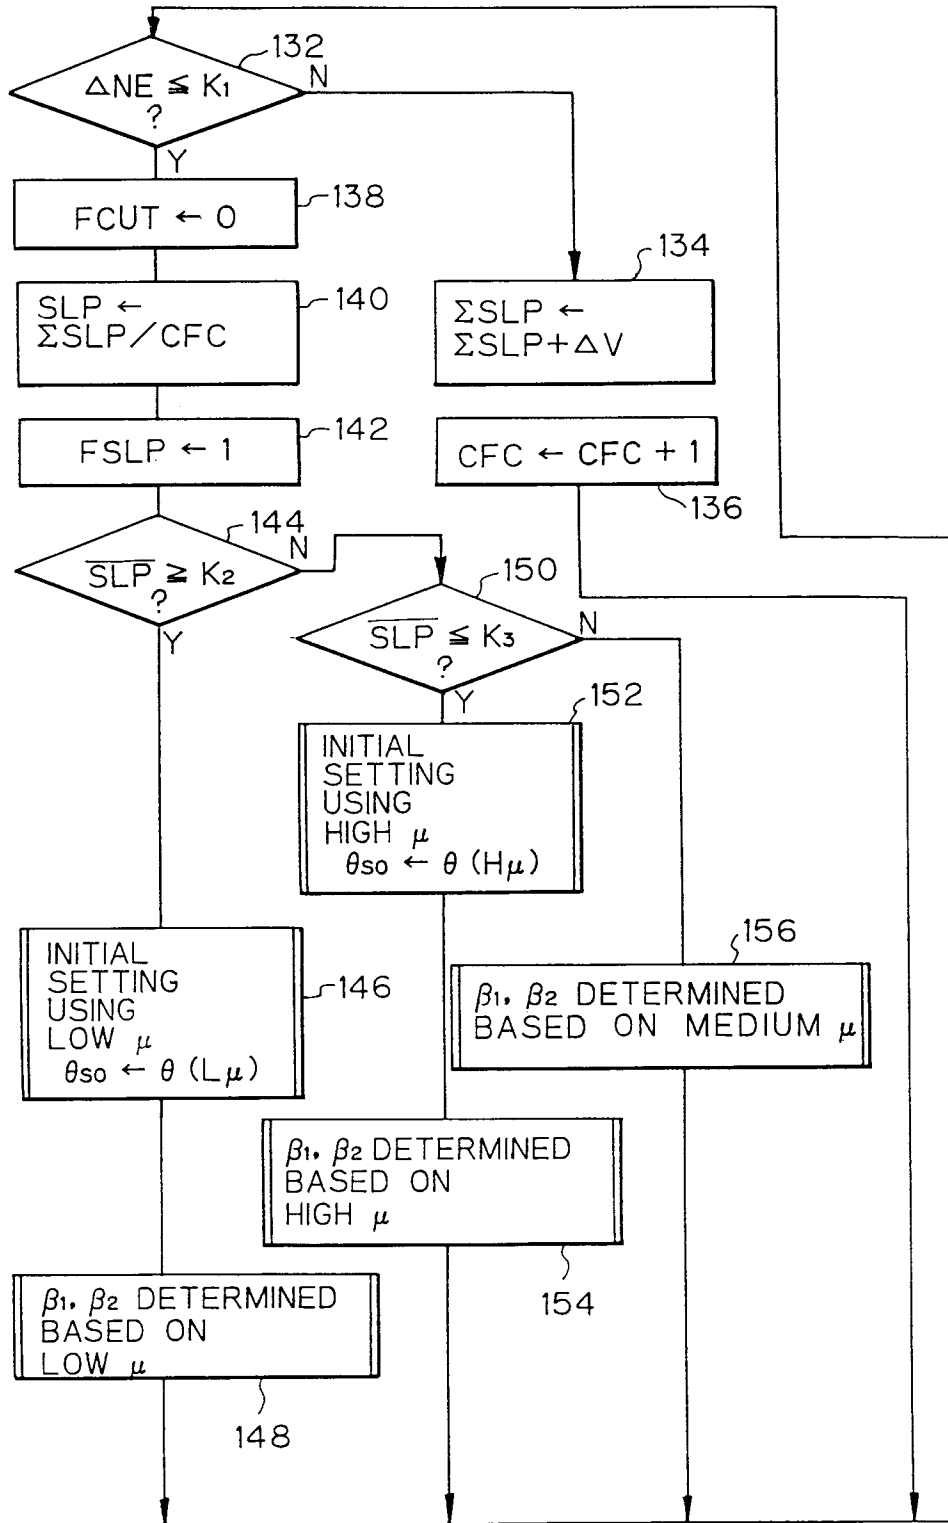 132
ΔNE ≦ K1
?
N
Y
138
FCUT ← 0
134
140
SLP ←
ΣSLP/CFC
ΣSLP ←
ΣSLP+ΔV
142
FSLP ← 1
CFC ← CFC + 1
136
144
N
S̅L̅P̅ ≧ K2
?
Y
150
S̅L̅P̅ ≦ K3
?
N
Y
152
INITIAL
SETTING
USING
HIGH μ
θso ← θ (Hμ)
146
INITIAL
SETTING
USING
LOW μ
θso ← θ (Lμ)
156
β1, β2 DETERMINED
BASED ON MEDIUM μ
β1, β2 DETERMINED
BASED ON
HIGH μ
154
β1, β2 DETERMINED
BASED ON
LOW μ
148